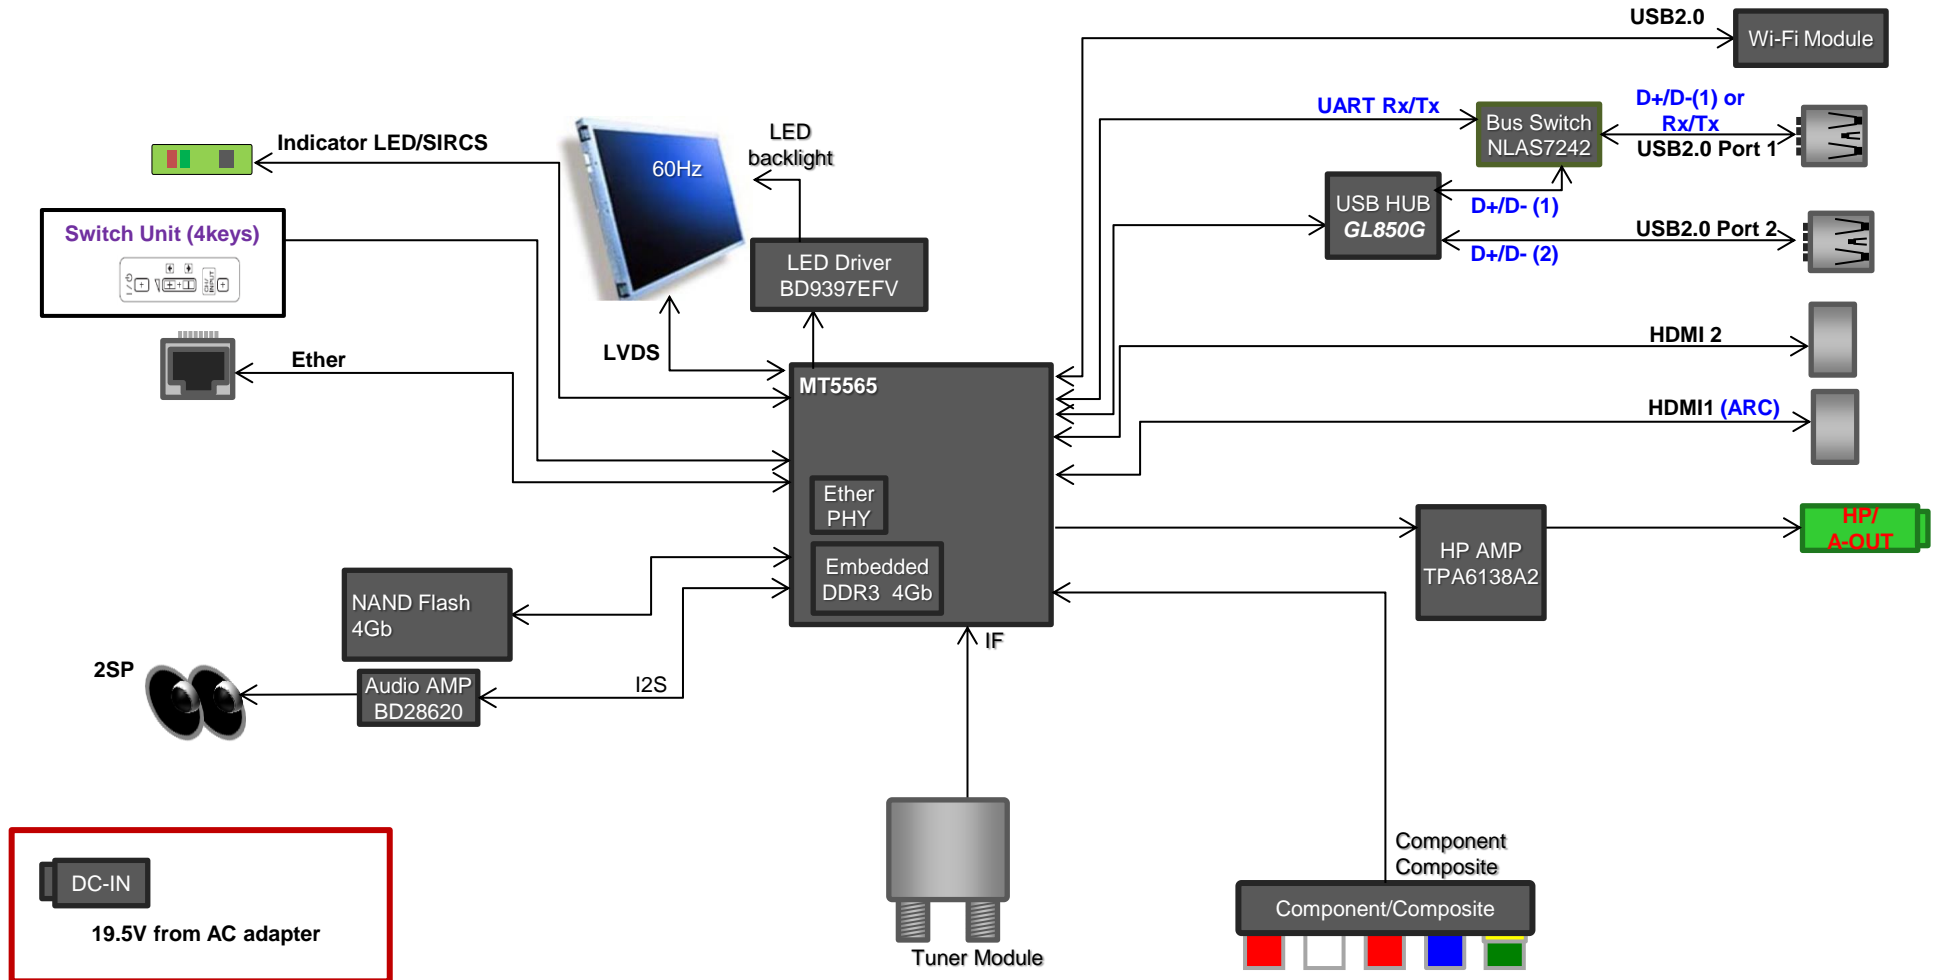 USB2.0
Wi-Fi Module
UART Rx/Tx
D+/D-(1) or
Rx/Tx
USB2.0 Port 1
Bus Switch
NLAS7242
Indicator LED/SIRCS
LED
backlight
60Hz
Switch Unit (4keys)
USB HUB
GL850G
D+/D- (1)
USB2.0 Port 2
D+/D- (2)
LED Driver
BD9397EFV
LVDS
Ether
HDMI 2
MT5565
HDMI1 (ARC)
Ether
PHY
HP/
A-OUT
HP AMP
TPA6138A2
Embedded
DDR3 4Gb
NAND Flash
4Gb
IF
2SP
Audio AMP
BD28620
I2S
Component
Composite
DC-IN
19.5V from AC adapter
Component/Composite
Tuner Module